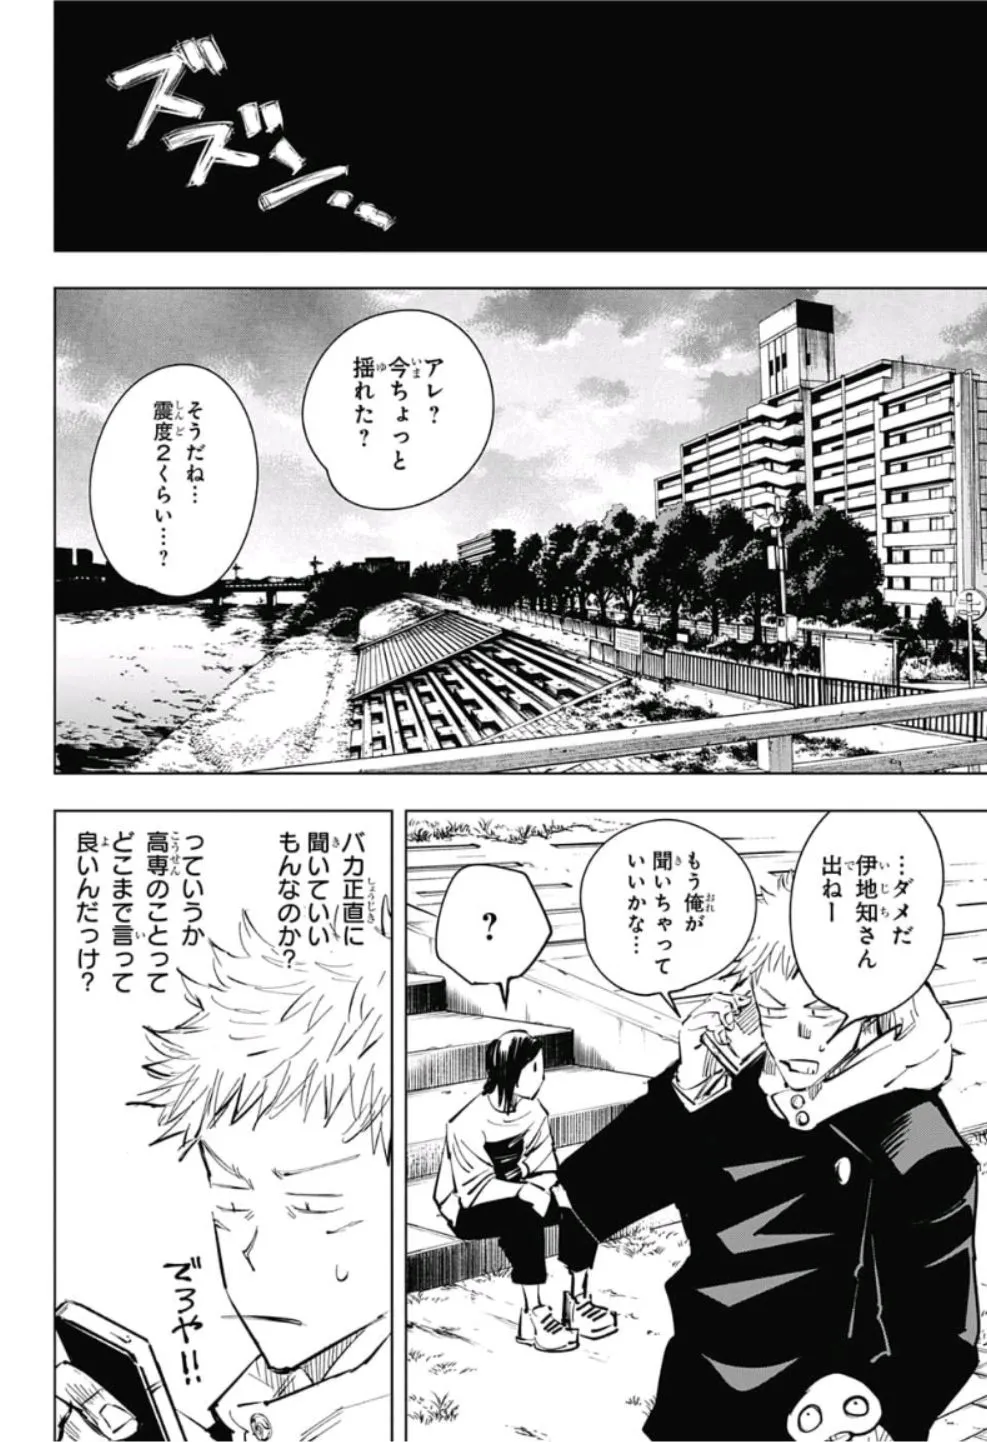 ズズズン…
アレ?
今ちょっと
揺れた?
そうだね…
震度2くらい…?
…ダメだ
伊地知さん
出ねー
もう俺が
聞いちゃって
いいかな…
?
バカ正直に
聞いていい
もんなのか?
っていうか
高専のことって
どこまで言って
良いんだっけ?
でろや!!